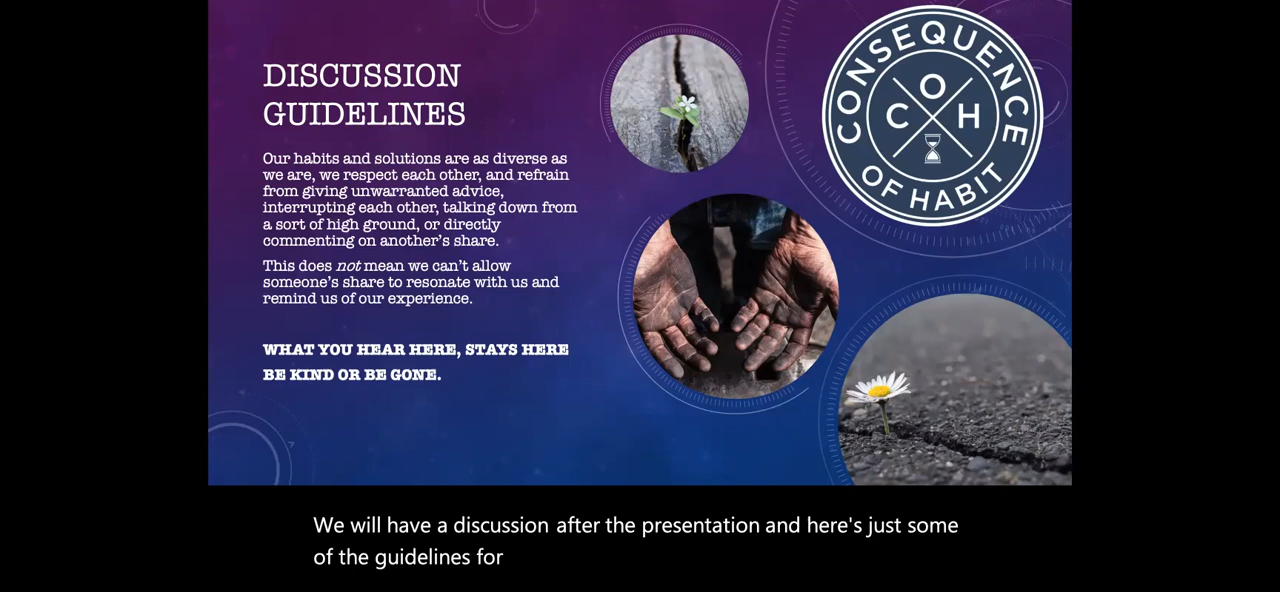 DISCUSSION
GUIDELINES
Our habits and solutions are as diverse as
we are, we respect each other, and refrain
from giving unwarranted advice,
interrupting each other, talking down from
a sort of high ground, or directly
commenting on another's share.
This does not mean we can't allow
someone's share to resonate with us and
remind us of our experience.
WHAT YOU HEAR HERE, STAYS HERE
BE KIND OR BE GONE.
CONSEQUENCE
O
C H
OF HABIT
We will have a discussion after the presentation and here's just some
of the guidelines for